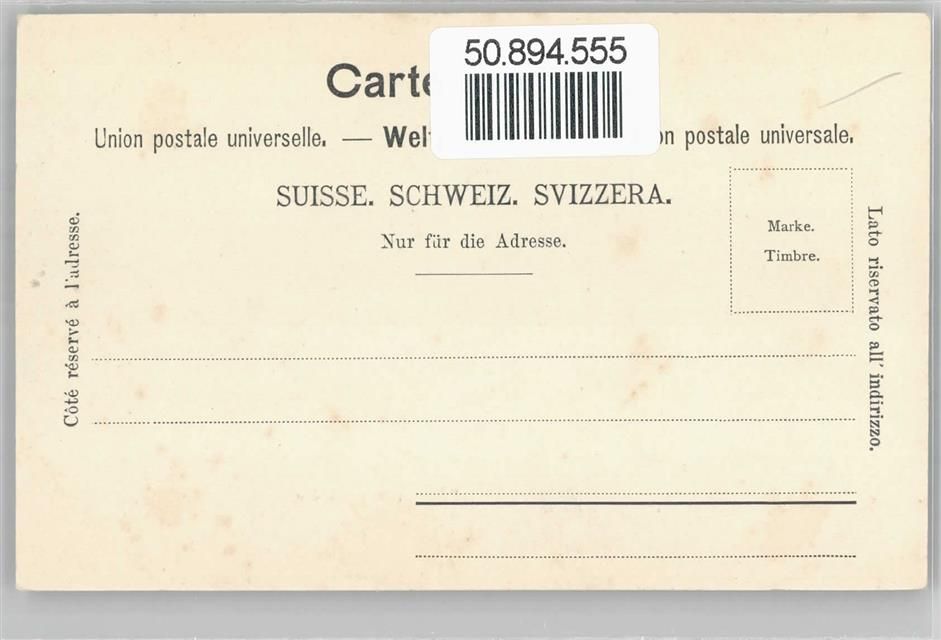 50.894.555
Carte
Union postale universelle. — Wel on postale universale.
SUISSE. SCHWEIZ. SVIZZERA.
Nur für die Adresse.
Marke.
Timbre.
Côté réservé à l'adresse.
Lato riservato all' indirizzo.